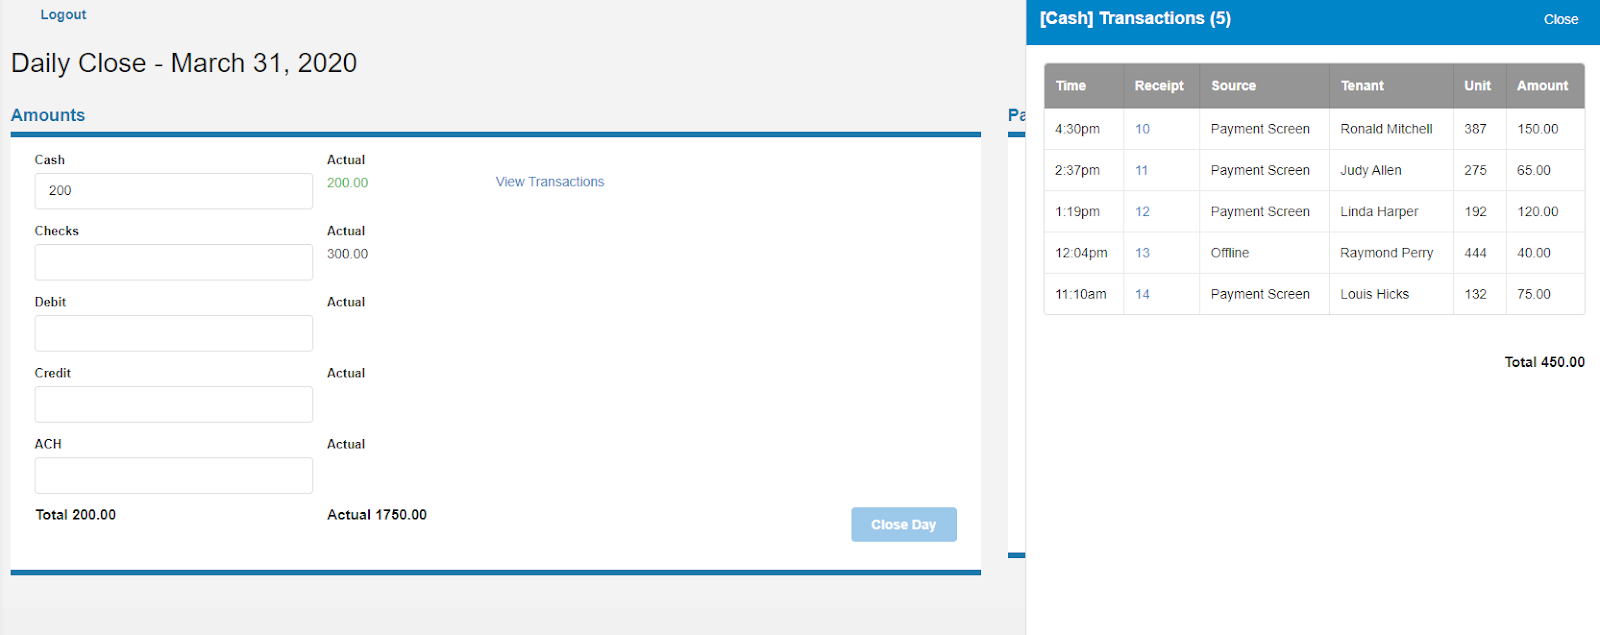 Logout
Daily Close - March 31, 2020
Amounts
Cash Actual
200 200.00 View Transactions
Checks Actual
300.00
Debit Actual
Credit Actual
ACH Actual
Total 200.00 Actual 1750.00
Close Day
Pa
[Cash] Transactions (5) Close
Time Receipt Source Tenant Unit Amount
4:30pm 10 Payment Screen Ronald Mitchell 387 150.00
2:37pm 11 Payment Screen Judy Allen 275 65.00
1:19pm 12 Payment Screen Linda Harper 192 120.00
12:04pm 13 Offline Raymond Perry 444 40.00
11:10am 14 Payment Screen Louis Hicks 132 75.00
Total 450.00